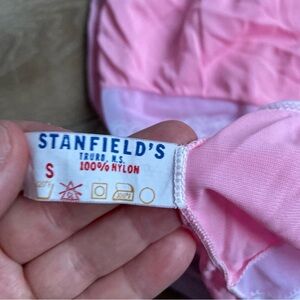 STANFIELD'S
TRURO, N.S.
100% NYLON
S